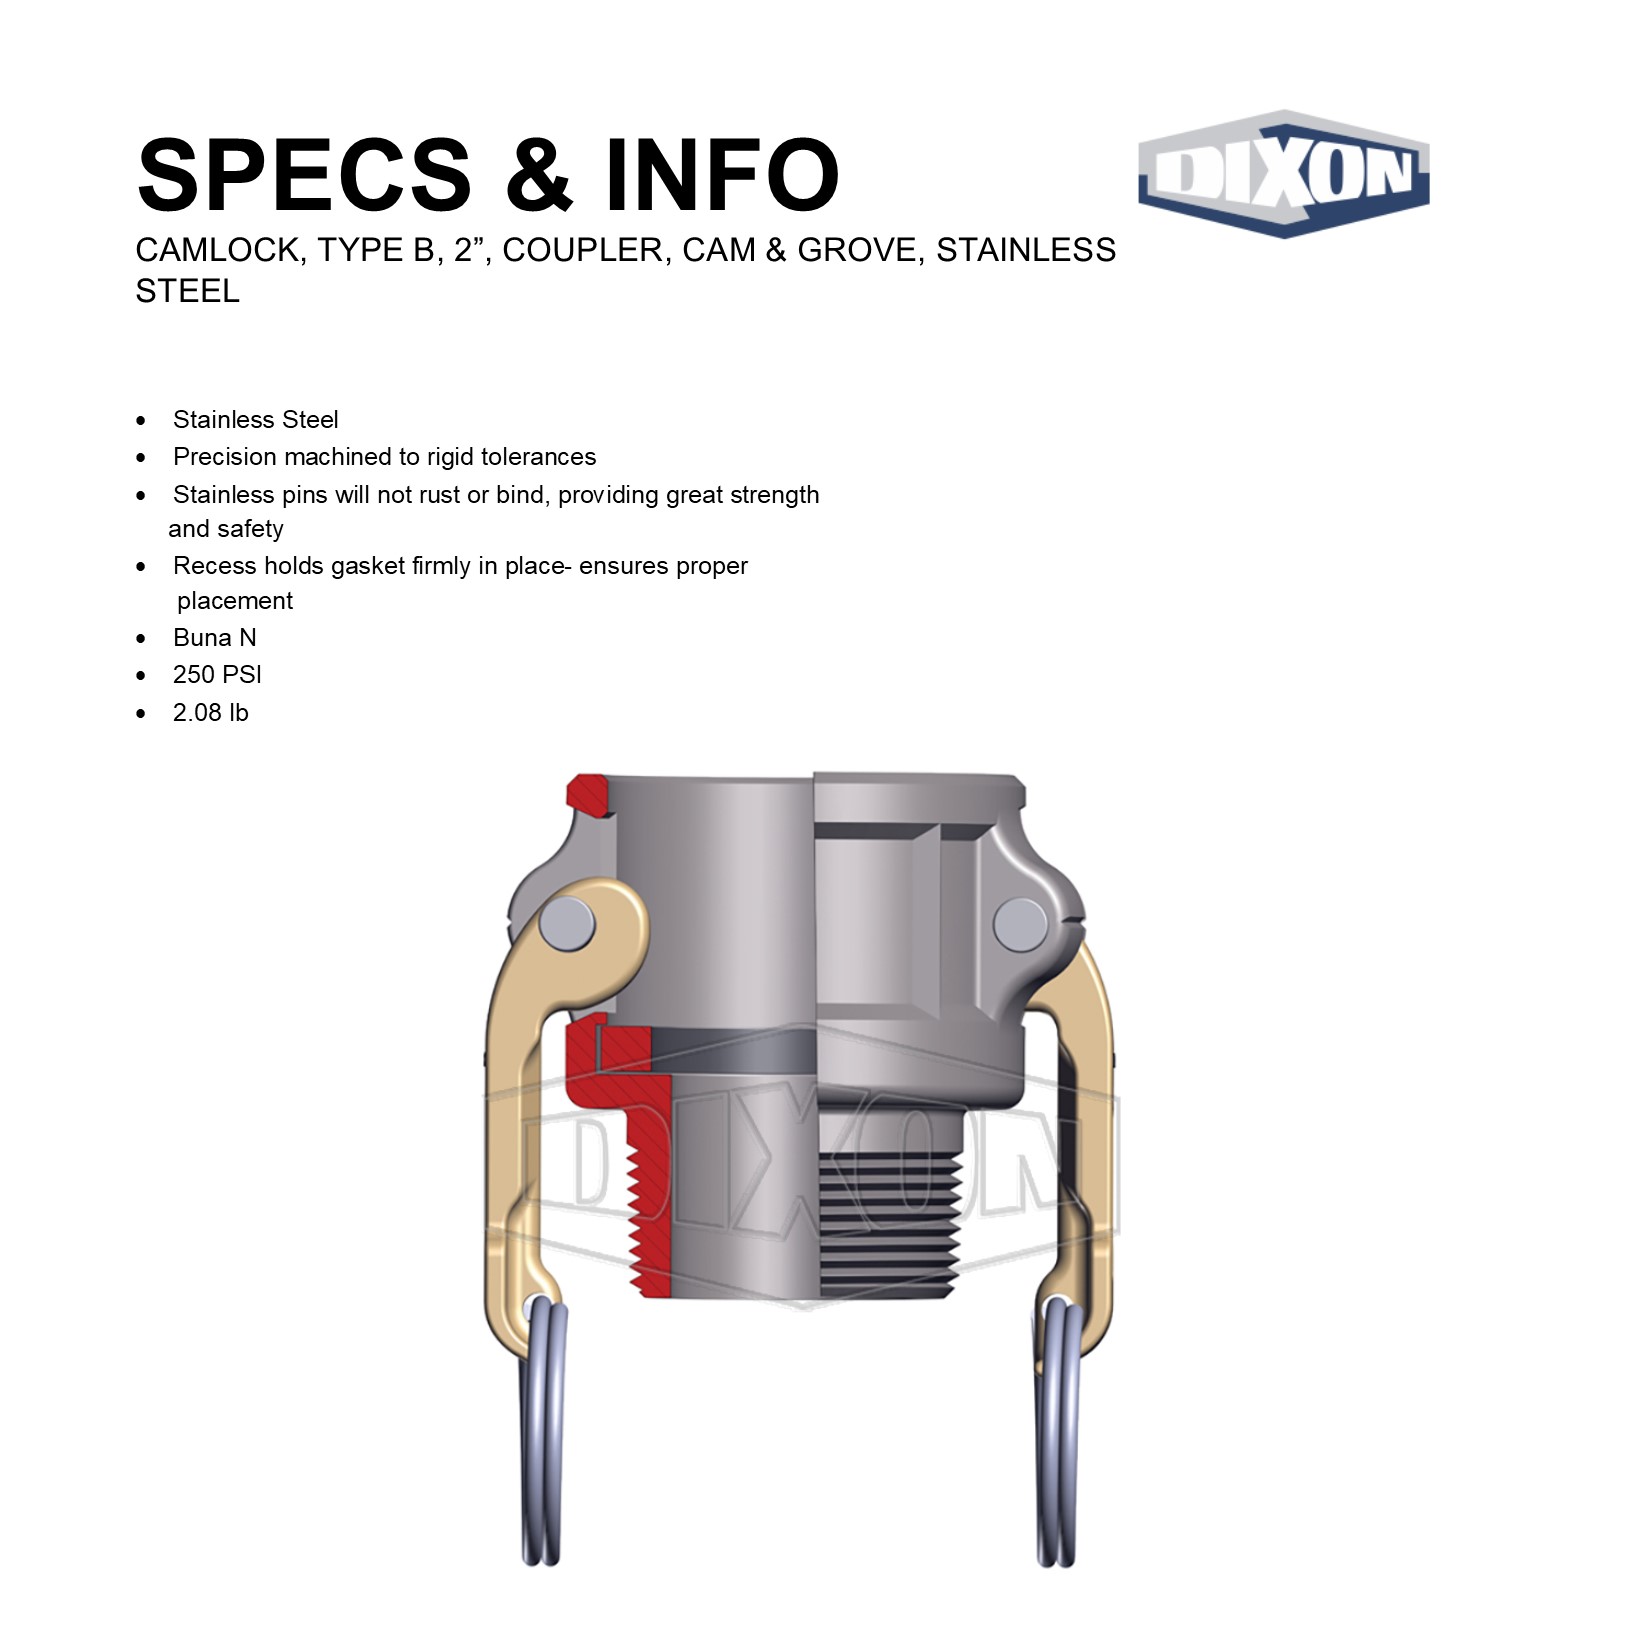 SPECS & INFO
DIXON
CAMLOCK, TYPE B, 2”, COUPLER, CAM & GROVE, STAINLESS
STEEL
• Stainless Steel
• Precision machined to rigid tolerances
• Stainless pins will not rust or bind, providing great strength
and safety
• Recess holds gasket firmly in place- ensures proper
placement
• Buna N
• 250 PSI
• 2.08 lb
DIXON